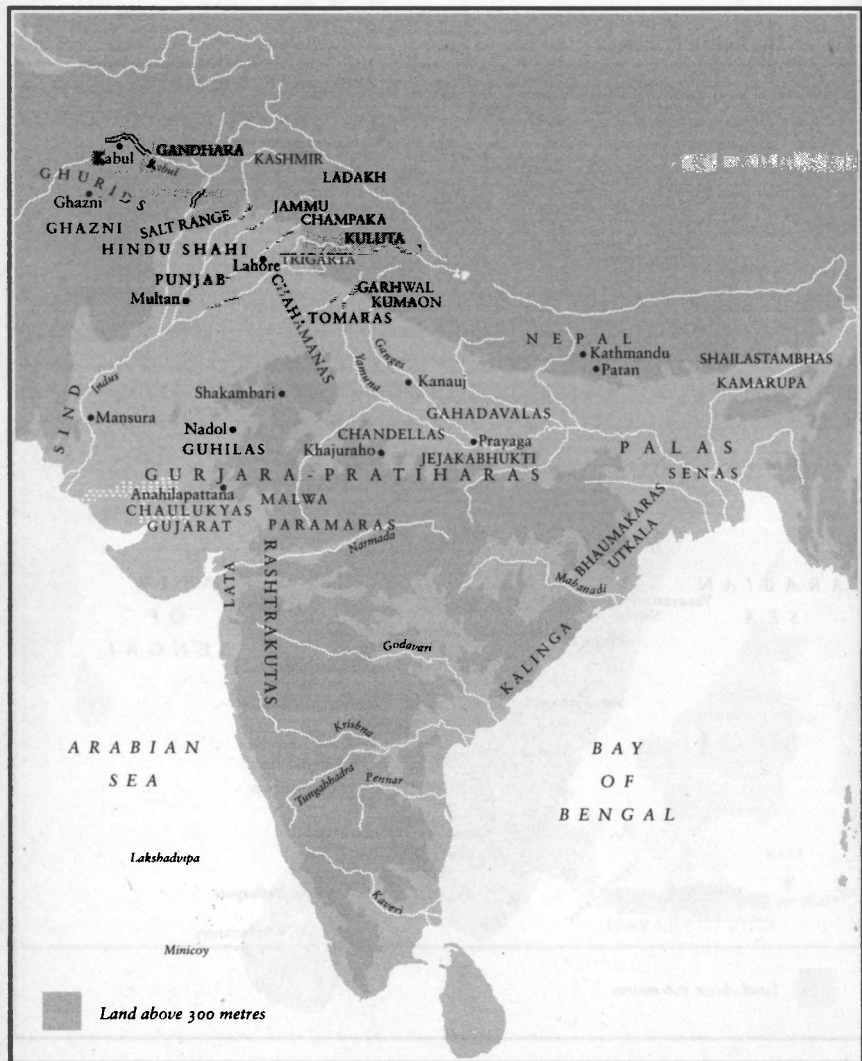 GANDHARA
Kabul
Kabul
KASHMIR
GHURIDS
LADAKH
Ghazni
JAMMU
GHAZNI
SALT RANGE
CHAMPAKA
HINDU SHAHI
KULUTA
Lahore
TRIGARTA
PUNJAB
Multan
CHAHAMANAS
GARHWAL
KUMAON
TOMARAS
NEPAL
Kathmandu
Patan
SHAILASTAMBHAS
KAMARUPA
Ganges
Yamuna
Kanauj
Indus
Shakambari
SIND
Mansura
Nadol
GUHILAS
GAHADAVALAS
CHANDELLAS
Prayaga
Khajuraho
JEJAKABHUKTI
PALAS
SENAS
GURJARA-PRATIHARAS
Anahilapattana
CHAULUKYAS
GUJARAT
MALWA
PARAMARAS
Narmada
BHAUMAKARAS
UTKALA
LATA
RASHTRAKUTAS
Mahanadi
Godavari
KALINGA
Krishna
ARABIAN
SEA
BAY
OF
BENGAL
Tungabhadra
Pennar
Lakshadvipa
Kaveri
Minicoy
Land above 300 metres